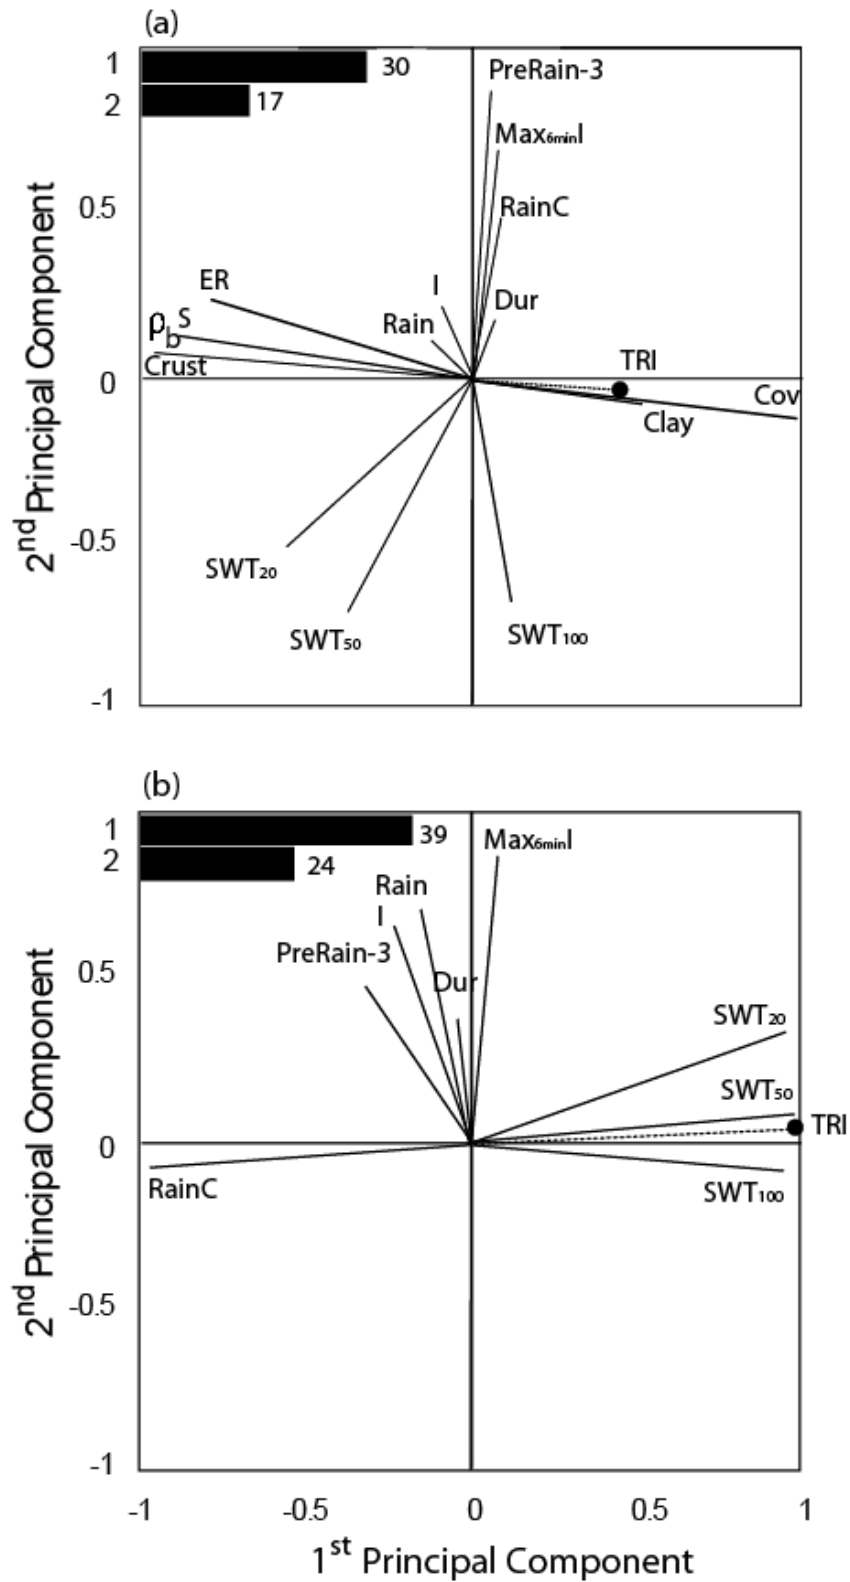 (a)
1
30
2
17
PreRain-3
Max6minI
RainC
0.5
ER
I
Dur
ρb
S
Rain
Crust
TRI
0
Cov
Clay
-0.5
SWT20
SWT50
SWT100
-1
2nd Principal Component
(b)
1
39
2
24
Max6minI
Rain
I
PreRain-3
Dur
0.5
SWT20
SWT50
TRI
0
RainC
SWT100
-0.5
-1
2nd Principal Component
-1 -0.5 0 0.5 1
1st Principal Component